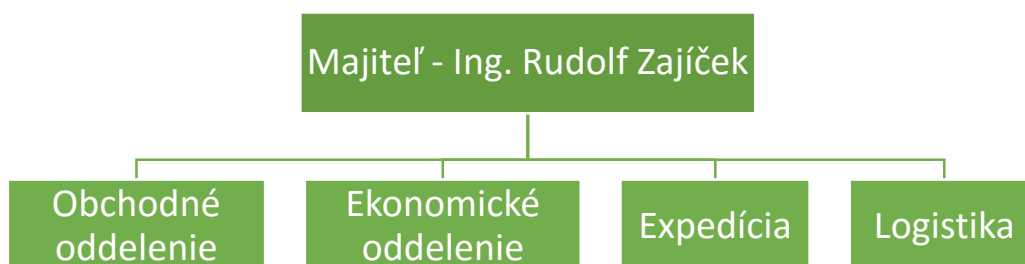 Majiteľ - Ing. Rudolf Zajíček
Obchodné
oddelenie
Ekonomické
oddelenie
Expedícia
Logistika